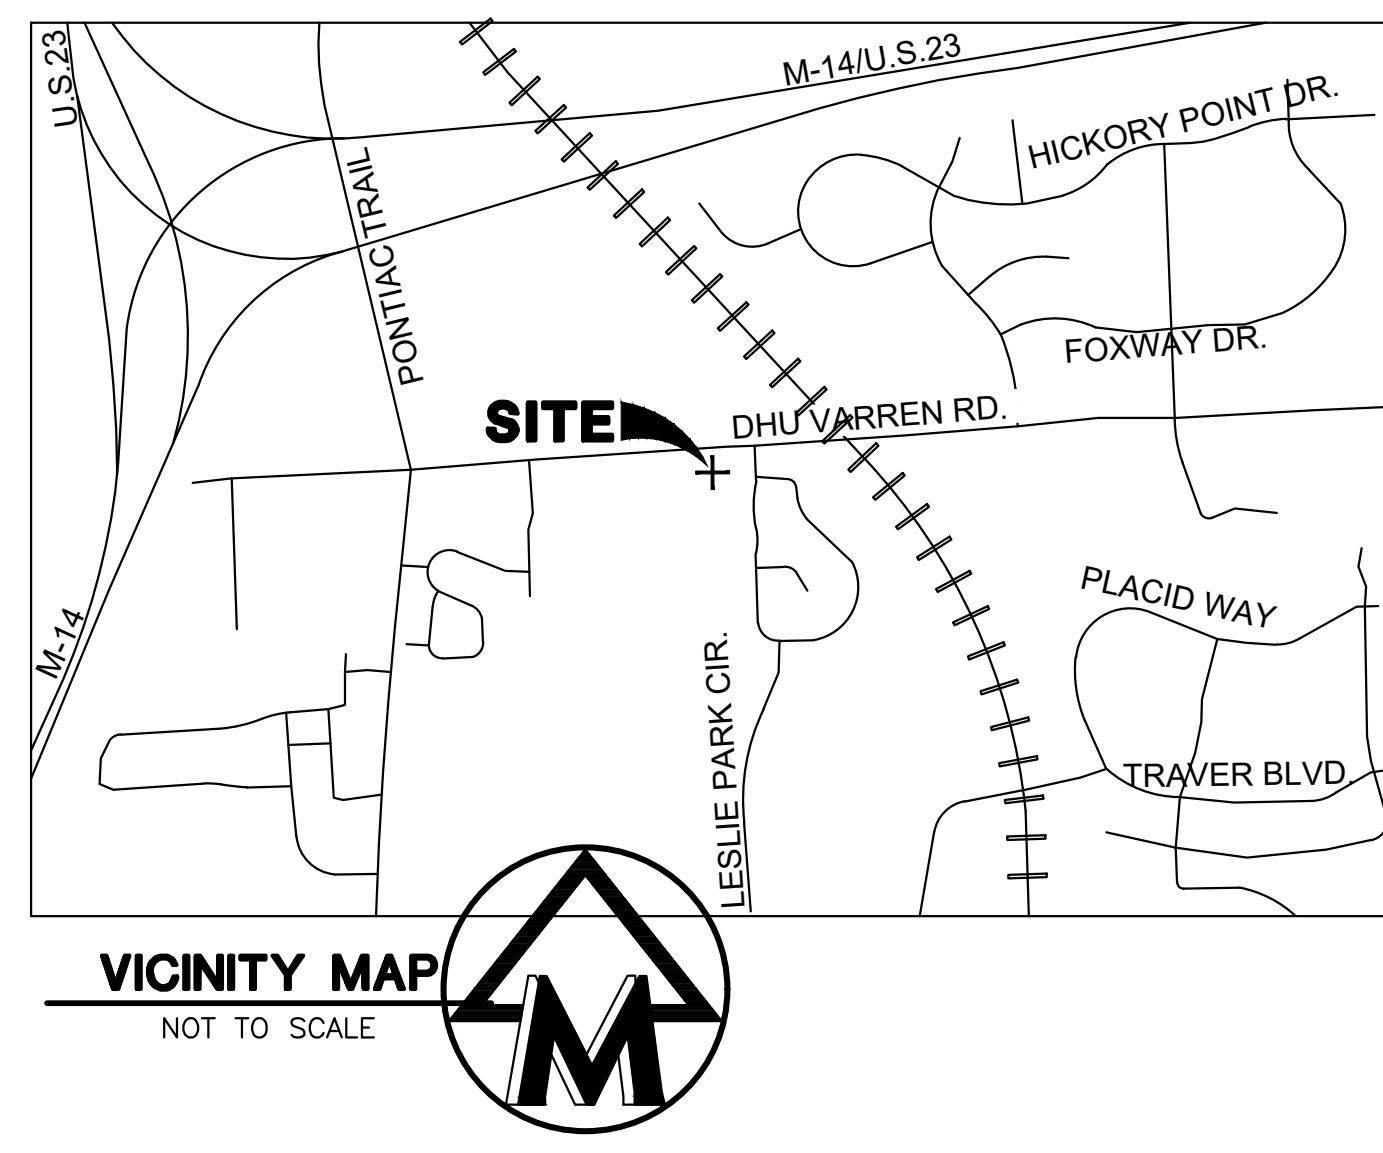 U.S.23
M-14/U.S.23
HICKORY POINT DR.
PONTIAC TRAIL
FOXWAY DR.
SITE
DHU VARREN RD.
PLACID WAY
M-14
LESLIE PARK CIR.
TRAVER BLVD.
VICINITY MAP
NOT TO SCALE
M